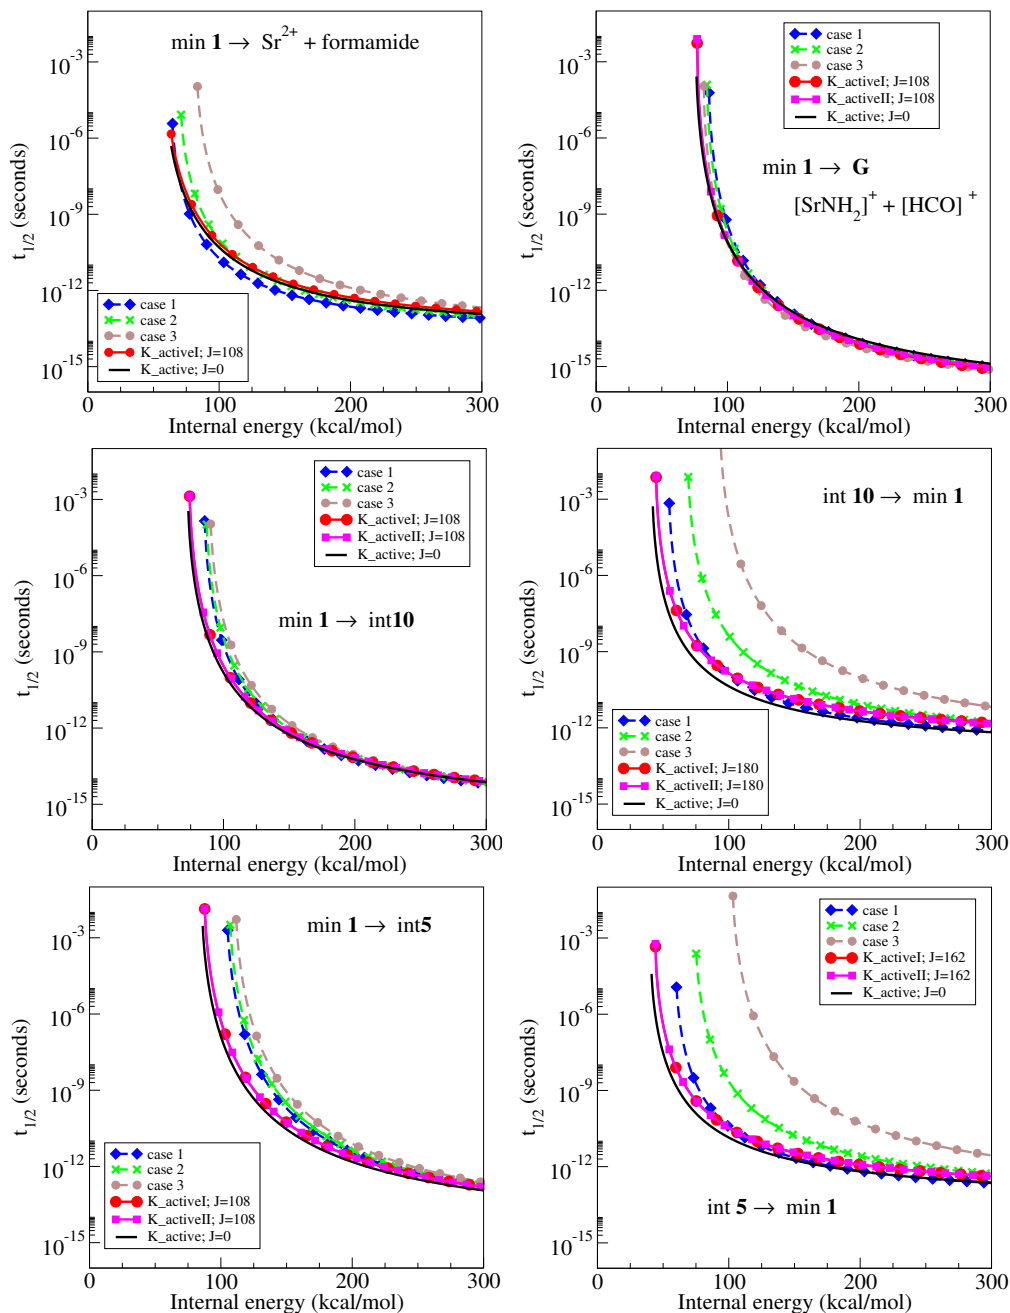 min 1 → Sr2+ + formamide
10-3
10-6
10-9
10-12
10-15
t1/2 (seconds)
case 1
case 2
case 3
K_activeI; J=108
K_active; J=0
0 100 200 300
Internal energy (kcal/mol)
case 1
case 2
case 3
K_activeI; J=108
K_activeII; J=108
K_active; J=0
min 1 → G
[SrNH2]+ + [HCO]+
10-3
10-6
10-9
10-12
10-15
t1/2 (seconds)
0 100 200 300
Internal energy (kcal/mol)
case 1
case 2
case 3
K_activeI; J=108
K_activeII; J=108
K_active; J=0
min 1 → int10
10-3
10-6
10-9
10-12
10-15
t1/2 (seconds)
0 100 200 300
Internal energy (kcal/mol)
int 10 → min 1
10-3
10-6
10-9
10-12
10-15
t1/2 (seconds)
case 1
case 2
case 3
K_activeI; J=180
K_activeII; J=180
K_active; J=0
0 100 200 300
Internal energy (kcal/mol)
min 1 → int5
10-3
10-6
10-9
10-12
10-15
t1/2 (seconds)
case 1
case 2
case 3
K_activeI; J=108
K_activeII; J=108
K_active; J=0
0 100 200 300
Internal energy (kcal/mol)
case 1
case 2
case 3
K_activeI; J=162
K_activeII; J=162
K_active; J=0
10-3
10-6
10-9
10-12
10-15
t1/2 (seconds)
int 5 → min 1
0 100 200 300
Internal energy (kcal/mol)